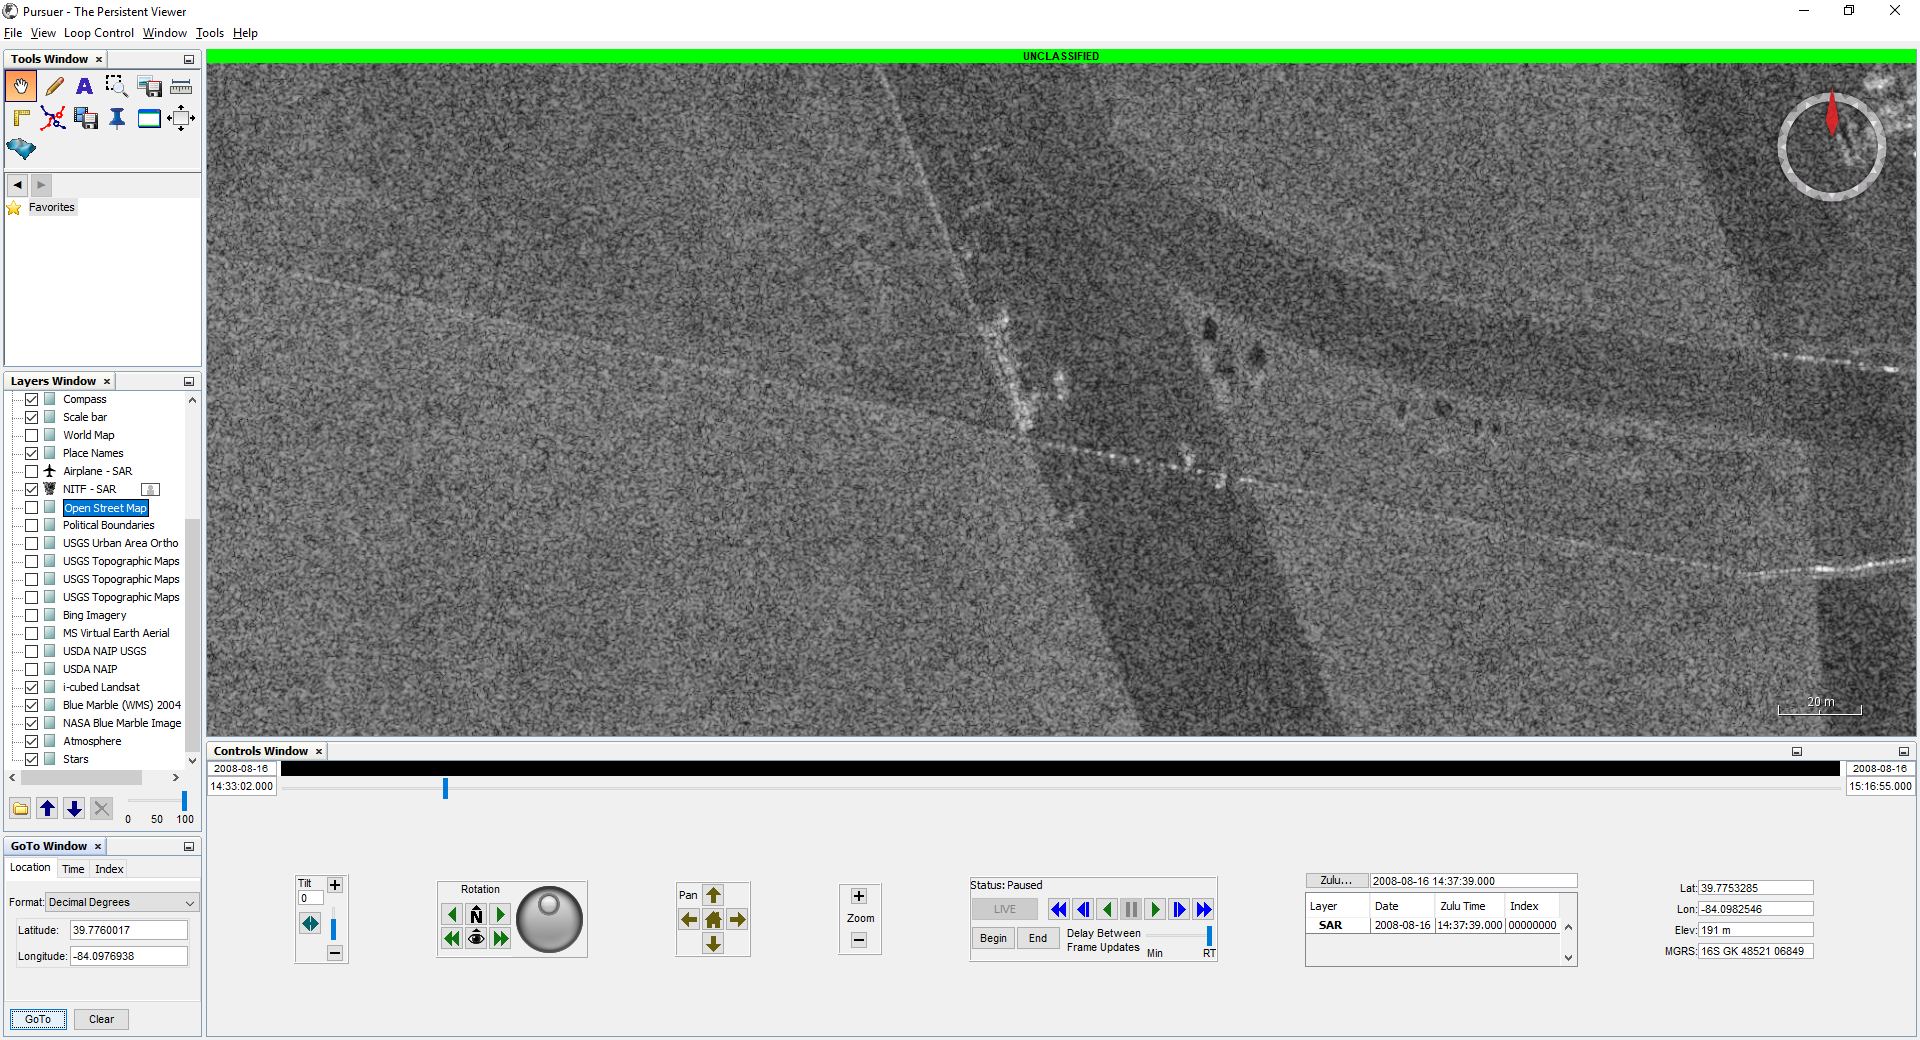 Pursuer - The Persistent Viewer
File View Loop Control Window Tools Help
Tools Window ×
A
Favorites
Layers Window ×
Compass
Scale bar
World Map
Place Names
Airplane - SAR
NITF - SAR
Open Street Map
Political Boundaries
USGS Urban Area Ortho
USGS Topographic Maps
USGS Topographic Maps
USGS Topographic Maps
Bing Imagery
MS Virtual Earth Aerial
USDA NAIP USGS
USDA NAIP
i-cubed Landsat
Blue Marble (WMS) 2004
NASA Blue Marble Image
Atmosphere
Stars
0 50 100
GoTo Window ×
Location Time Index
Format: Decimal Degrees
Latitude: 39.7760017
Longitude: -84.0976938
GoTo Clear
UNCLASSIFIED
20 m
Controls Window ×
2008-08-16 2008-08-16
14:33:02.000 15:16:55.000
Tilt
0
Rotation
N
Pan
Zoom
Status: Paused
LIVE
Begin End Delay Between
Frame Updates
Min RT
Zulu... 2008-08-16 14:37:39.000
Layer Date Zulu Time Index
SAR 2008-08-16 14:37:39.000 00000000
Lat: 39.7753285
Lon: -84.0982546
Elev: 191 m
MGRS: 16S GK 48521 06849